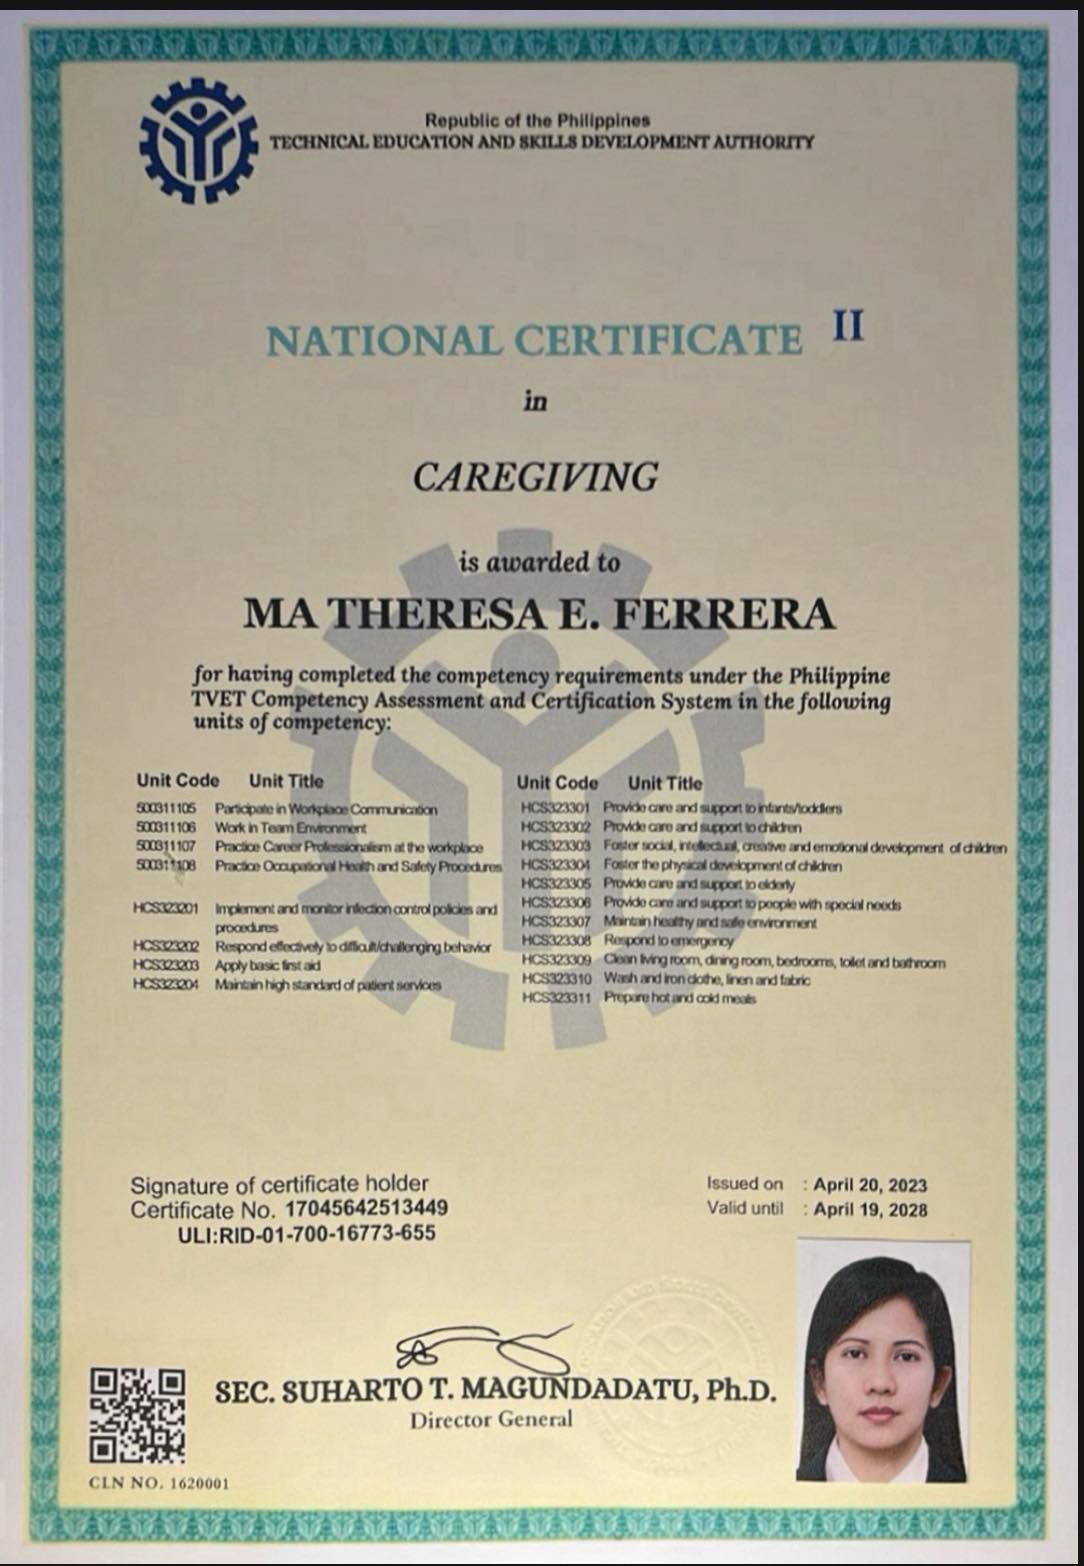 Republic of the Philippines
TECHNICAL EDUCATION AND SKILLS DEVELOPMENT AUTHORITY
NATIONAL CERTIFICATE II
in
CAREGIVING
is awarded to
MA THERESA E. FERRERA
for having completed the competency requirements under the Philippine
TVET Competency Assessment and Certification System in the following
units of competency:
Unit Code Unit Title
500311105 Participate in Workplace Communication
500311106 Work in Team Environment
500311107 Practice Career Professionalism at the workplace
500311108 Practice Occupational Health and Safety Procedures
HCS323201 Implement and monitor infection control policies and
procedures
HCS323202 Respond effectively to difficult/challenging behavior
HCS323203 Apply basic first aid
HCS323204 Maintain high standard of patient services
Unit Code Unit Title
HCS323301 Provide care and support to infants/toddlers
HCS323302 Provide care and support to children
HCS323303 Foster social, intellectual, creative and emotional development of children
HCS323304 Foster the physical development of children
HCS323305 Provide care and support to elderly
HCS323306 Provide care and support to people with special needs
HCS323307 Maintain healthy and safe environment
HCS323308 Respond to emergency
HCS323309 Clean living room, dining room, bedrooms, toilet and bathroom
HCS323310 Wash and iron clothe, linen and fabric
HCS323311 Prepare hot and cold meals
Signature of certificate holder
Certificate No. 17045642513449
ULI:RID-01-700-16773-655
Issued on : April 20, 2023
Valid until : April 19, 2028
SEC. SUHARTO T. MAGUNDADATU, Ph.D.
Director General
CLN NO. 1620001